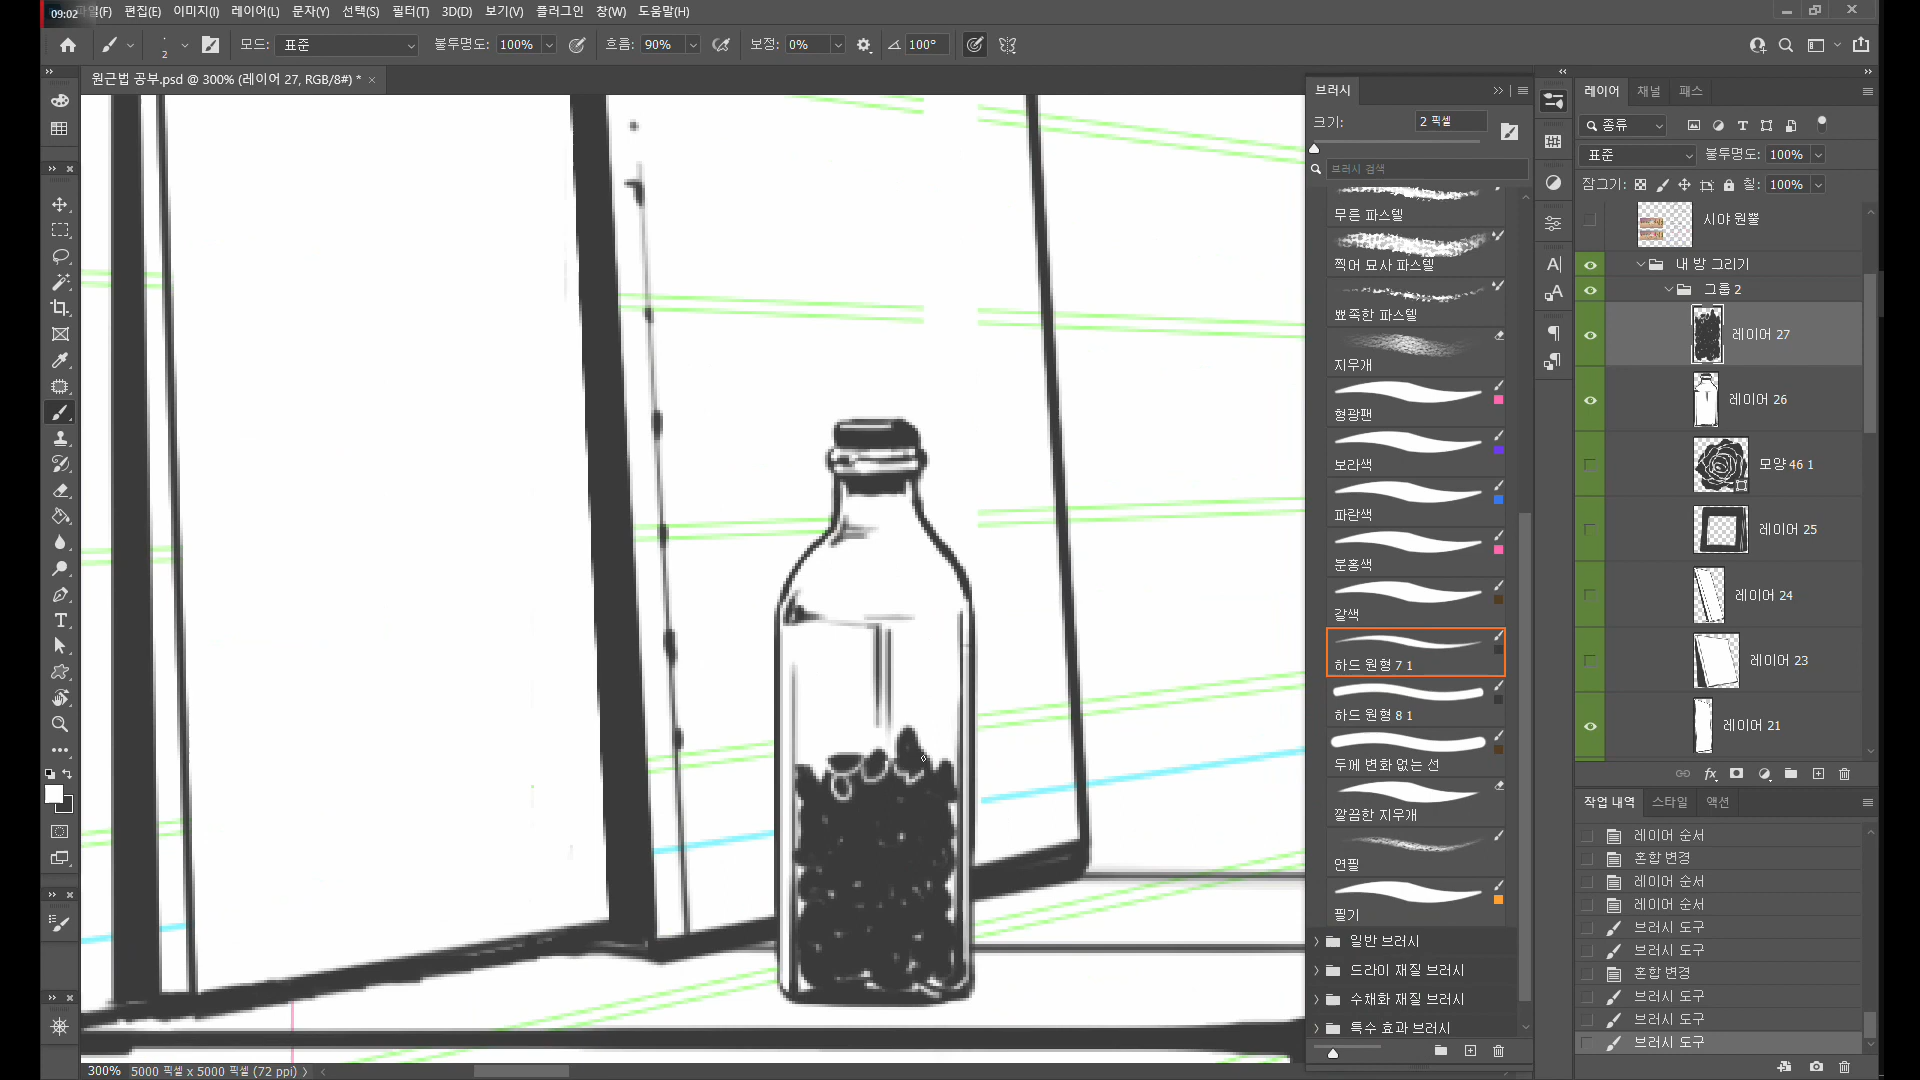 09:02
파일(F) 편집(E) 이미지(I) 레이어(L) 문자(Y) 선택(S) 필터(T) 3D(D) 보기(V) 플러그인 창(W) 도움말(H)
2 모드: 표준 불투명도: 100% 흐름: 90% 보정: 0% 100°
원근법 공부.psd @ 300% (레이어 27, RGB/8#) *
브러시
크기: 2 픽셀
브러시 검색
무른 파스텔
찍어 묘사 파스텔
뾰족한 파스텔
지우개
형광팬
보라색
파란색
분홍색
갈색
하드 원형 7 1
하드 원형 8 1
두께 변화 없는 선
깔끔한 지우개
연필
필기
일반 브러시
드라이 재질 브러시
수채화 재질 브러시
특수 효과 브러시
레이어 채널 패스
종류
표준 불투명도: 100%
잠그기: 칠: 100%
시야 원뿔
내 방 그리기
그룹 2
레이어 27
레이어 26
모양 46 1
레이어 25
레이어 24
레이어 23
레이어 21
작업 내역 스타일 액션
레이어 순서
혼합 변경
레이어 순서
레이어 순서
브러시 도구
브러시 도구
혼합 변경
브러시 도구
브러시 도구
브러시 도구
300% 5000 픽셀 x 5000 픽셀 (72 ppi)